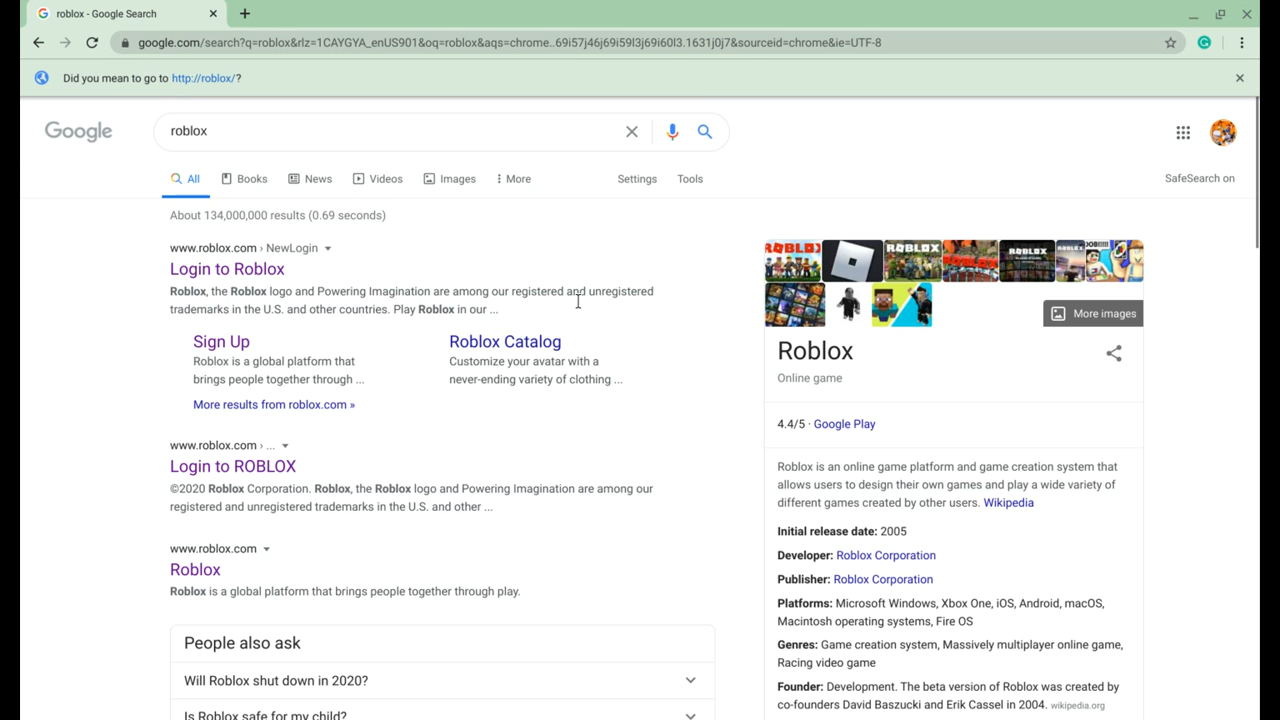 roblox - Google Search
google.com/search?q=roblox&rlz=1CAYGYA_enUS901&oq=roblox&aqs=chrome..69i57j46j69i59l3j69i60l3.1631j0j7&sourceid=chrome&ie=UTF-8
Did you mean to go to http://roblox/?
Google
roblox
All Books News Videos Images More Settings Tools
SafeSearch on
About 134,000,000 results (0.69 seconds)
www.roblox.com › NewLogin
Login to Roblox
Roblox, the Roblox logo and Powering Imagination are among our registered and unregistered
trademarks in the U.S. and other countries. Play Roblox in our ...
Sign Up
Roblox is a global platform that
brings people together through ...
Roblox Catalog
Customize your avatar with a
never-ending variety of clothing ...
More results from roblox.com »
www.roblox.com › ...
Login to ROBLOX
©2020 Roblox Corporation. Roblox, the Roblox logo and Powering Imagination are among our
registered and unregistered trademarks in the U.S. and other ...
www.roblox.com
Roblox
Roblox is a global platform that brings people together through play.
People also ask
Will Roblox shut down in 2020?
Is Roblox safe for my child?
ROBLOX
ROBLOX
More images
Roblox
Online game
4.4/5 · Google Play
Roblox is an online game platform and game creation system that
allows users to design their own games and play a wide variety of
different games created by other users. Wikipedia
Initial release date: 2005
Developer: Roblox Corporation
Publisher: Roblox Corporation
Platforms: Microsoft Windows, Xbox One, iOS, Android, macOS,
Macintosh operating systems, Fire OS
Genres: Game creation system, Massively multiplayer online game,
Racing video game
Founder: Development. The beta version of Roblox was created by
co-founders David Baszucki and Erik Cassel in 2004. wikipedia.org